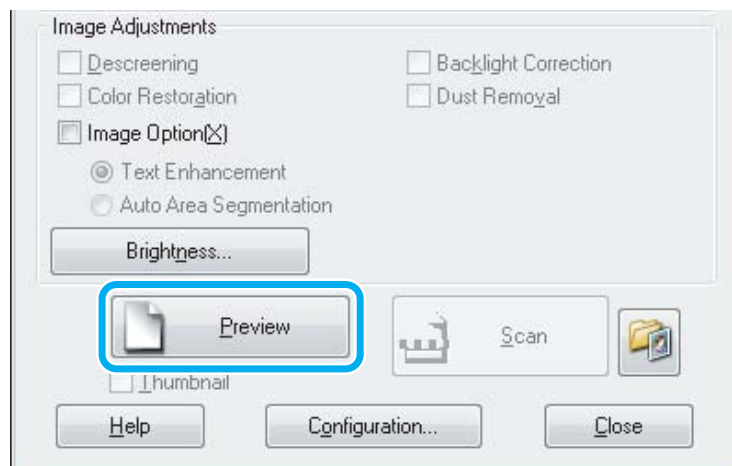 Image Adjustments
Descreening
Backlight Correction
Color Restoration
Dust Removal
Image Option(X)
Text Enhancement
Auto Area Segmentation
Brightness...
Preview
Scan
Thumbnail
Help
Configuration...
Close